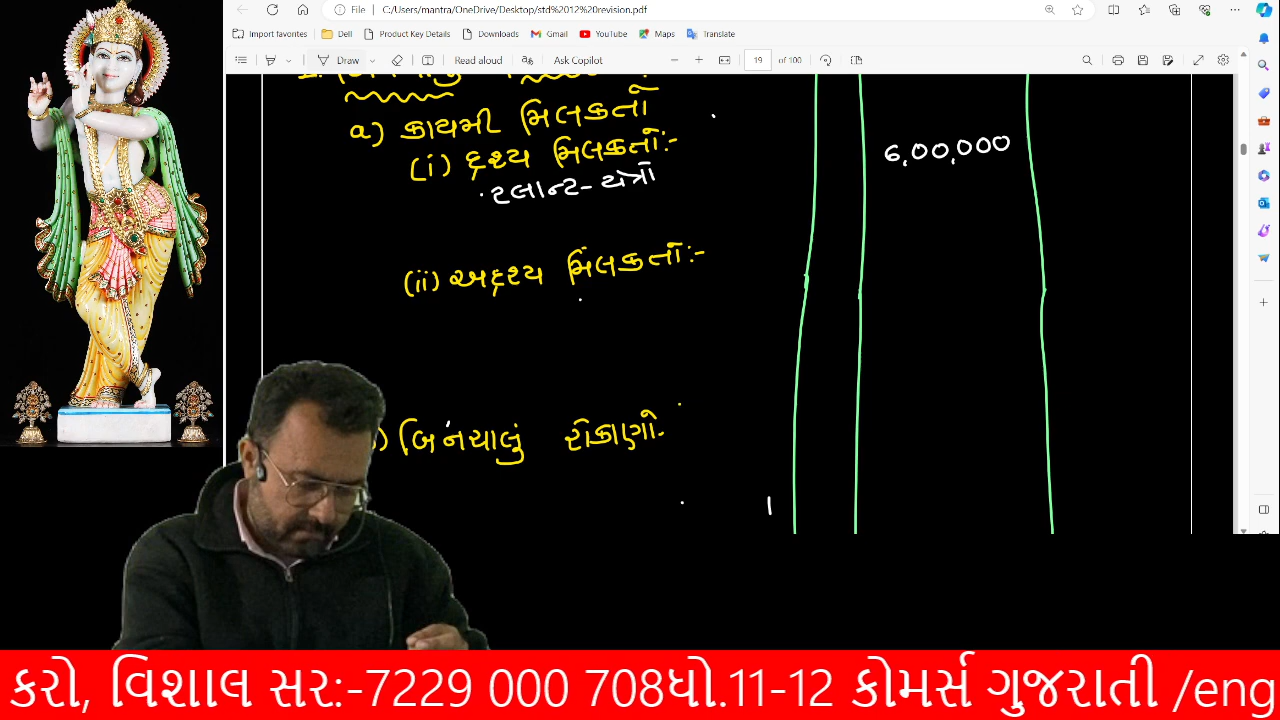 File | C:/Users/mantra/OneDrive/Desktop/std%2012%20revision.pdf
Import favorites Dell Product Key Details Downloads Gmail YouTube Maps Translate
Draw Read aloud Ask Copilot 19 of 100
a) કાયમી મિલકતો
(i) દ્રશ્ય મિલકતો:-
6,00,000
પ્લાન્ટ-યંત્રો
(ii) અદ્રશ્ય મિલકતો:-
) બિનચાલું રોકાણો
કરો, વિશાલ સર:-7229 000 708ધો.11-12 કોમર્સ ગુજરાતી /eng